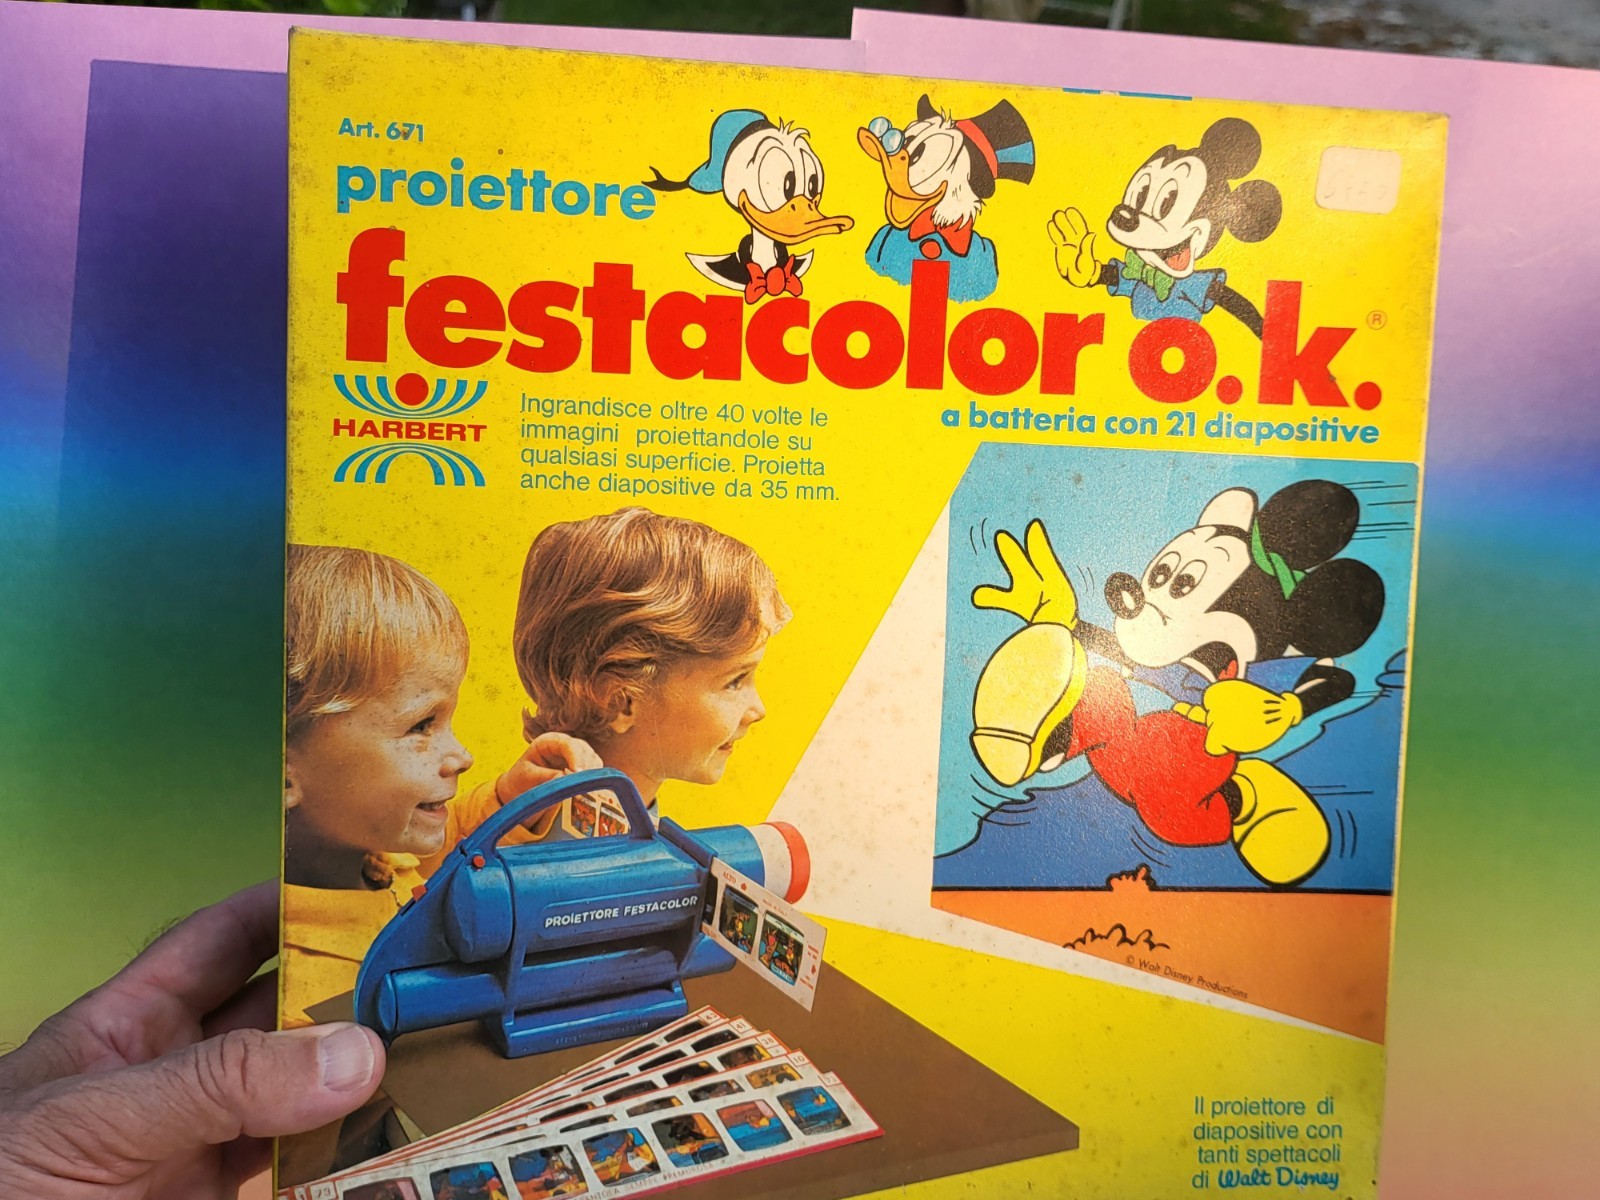 Art. 671
proiettore
festacolor o.k.®
HARBERT
Ingrandisce oltre 40 volte le
immagini proiettandole su
qualsiasi superficie. Proietta
anche diapositive da 35 mm.
a batteria con 21 diapositive
PROIETTORE FESTACOLOR
ALTO
© Walt Disney Productions
Il proiettore di
diapositive con
tanti spettacoli
di Walt Disney
73